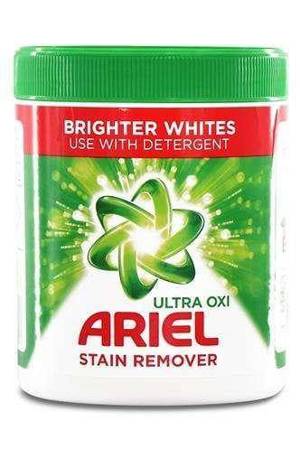 BRIGHTER WHITES
USE WITH DETERGENT
ULTRA OXI
ARIEL
STAIN REMOVER